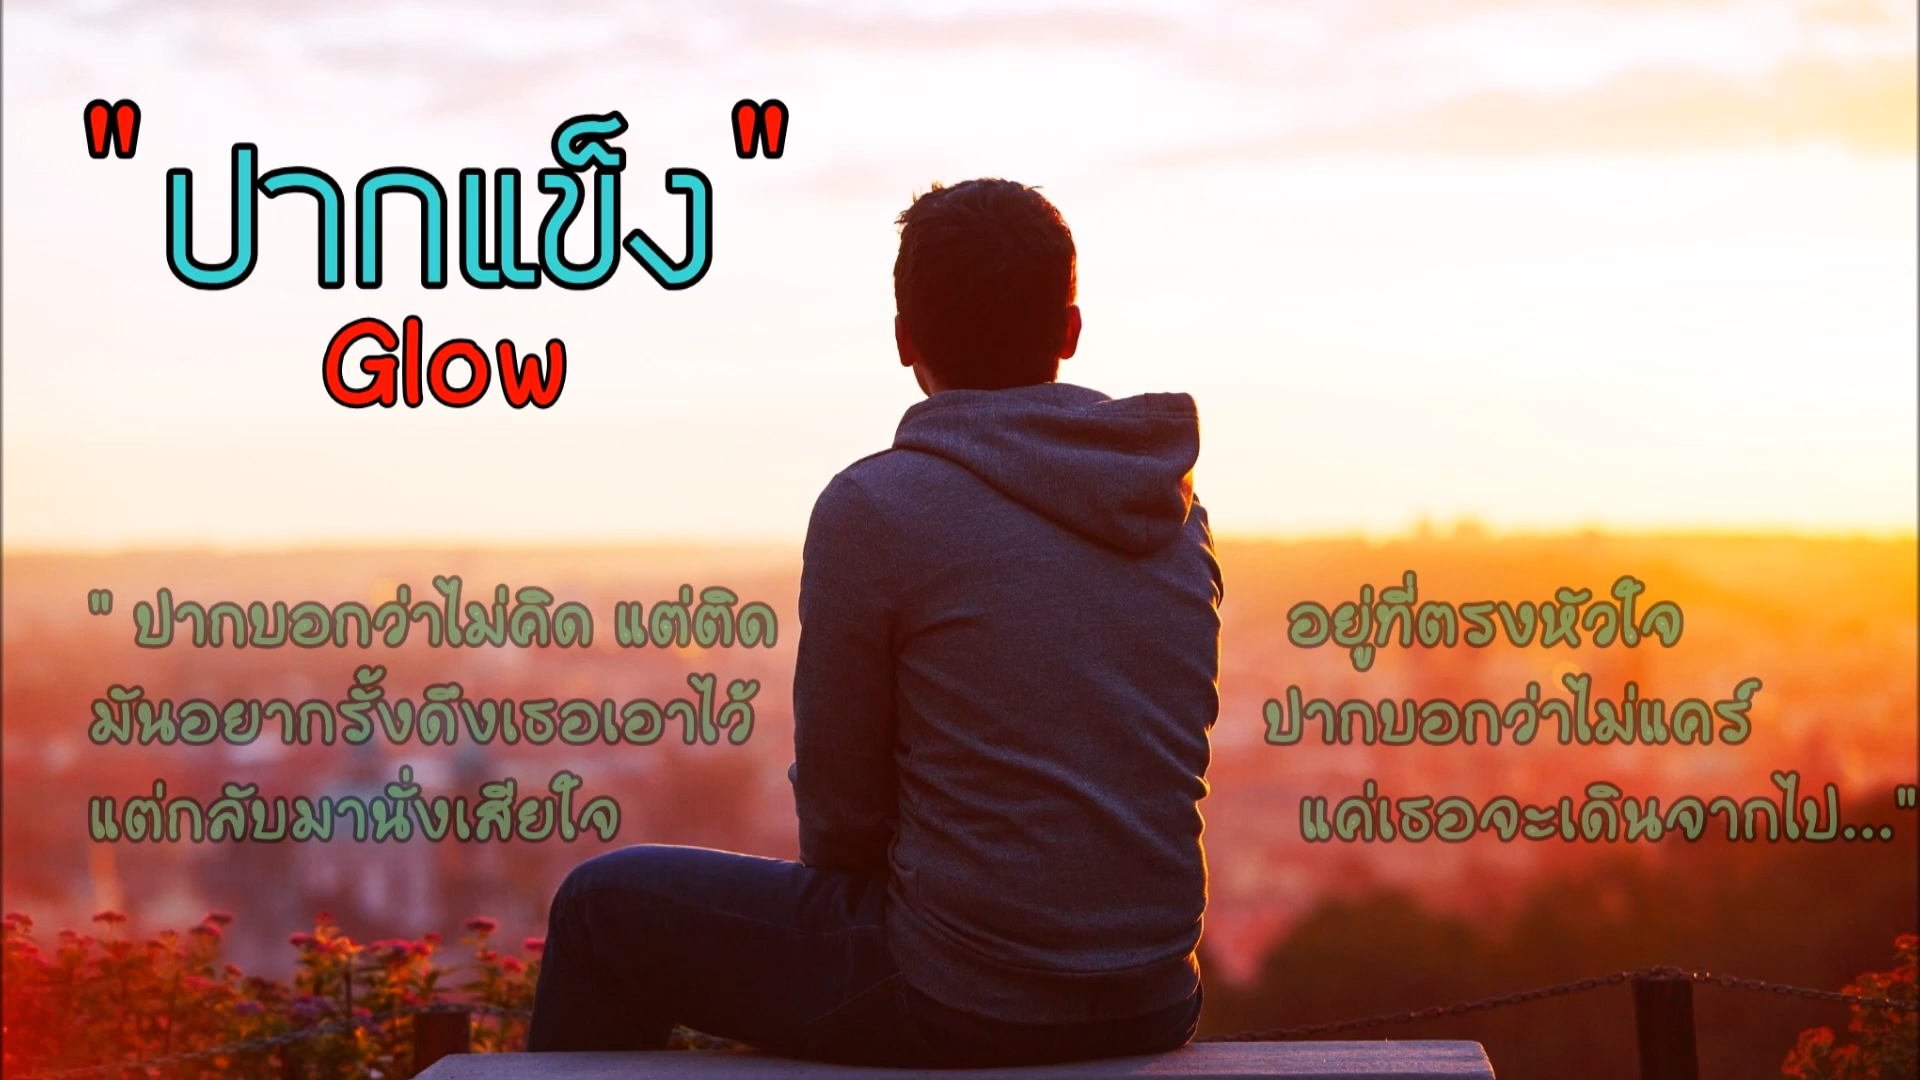 "ปากแข็ง"
Glow
" ปากบอกว่าไม่คิด แต่ติด อยู่ที่ตรงหัวใจ
มันอยากรั้งดึงเธอเอาไว้ ปากบอกว่าไม่แคร์
แต่กลับมานั่งเสียใจ แค่เธอจะเดินจากไป..."